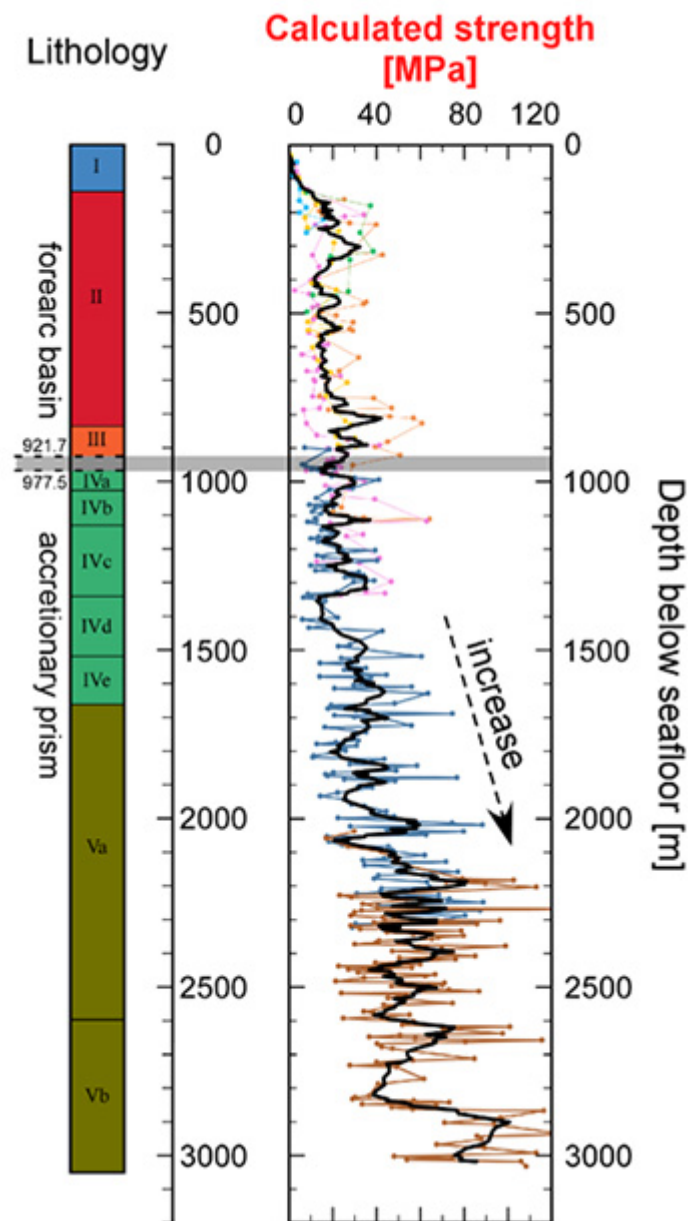 Calculated strength
[MPa]
Lithology
0 40 80 120
0
0
I
II
forearc basin
500
500
III
921.7
977.5
1000
1000
IVa
IVb
IVc
IVd
IVe
accretionary prism
1500
1500
increase
Depth below seafloor [m]
Va
2000
2000
2500
2500
Vb
3000
3000